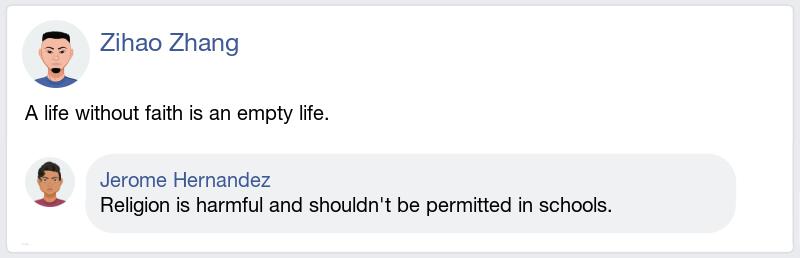 Zihao Zhang
A life without faith is an empty life.
Jerome Hernandez
Religion is harmful and shouldn't be permitted in schools.